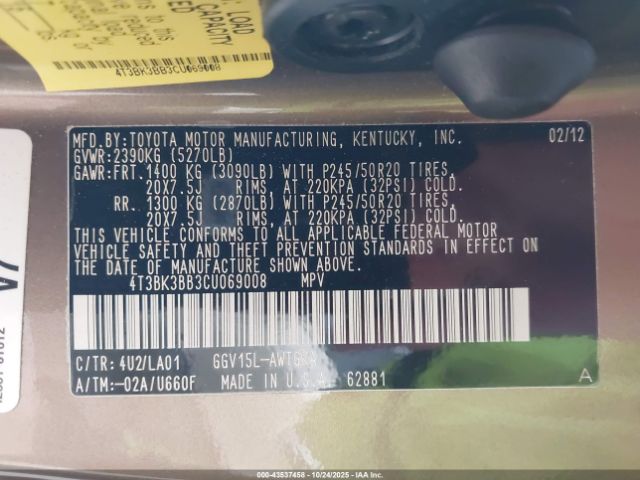 LOAD
CAPACITY
4T3BK3BB3CU069008
MFD.BY:TOYOTA MOTOR MANUFACTURING, KENTUCKY, INC. 02/12
GVWR:2390KG (5270LB)
GAWR:FRT. 1400 KG (3090LB) WITH P245/50R20 TIRES,
20X7.5J RIMS, AT 220KPA (32PSI) COLD.
RR. 1300 KG (2870LB) WITH P245/50R20 TIRES,
20X7.5J RIMS, AT 220KPA (32PSI) COLD.
THIS VEHICLE CONFORMS TO ALL APPLICABLE FEDERAL MOTOR
VEHICLE SAFETY AND THEFT PREVENTION STANDARDS IN EFFECT ON
THE DATE OF MANUFACTURE SHOWN ABOVE.
4T3BK3BB3CU069008 MPV
C/TR: 4U2/LA01
A/TM:-02A/U660F MADE IN U.S.A. 62881 A
000-43537458 - 10/24/2025 - COPYRIGHT IAA, LLC.